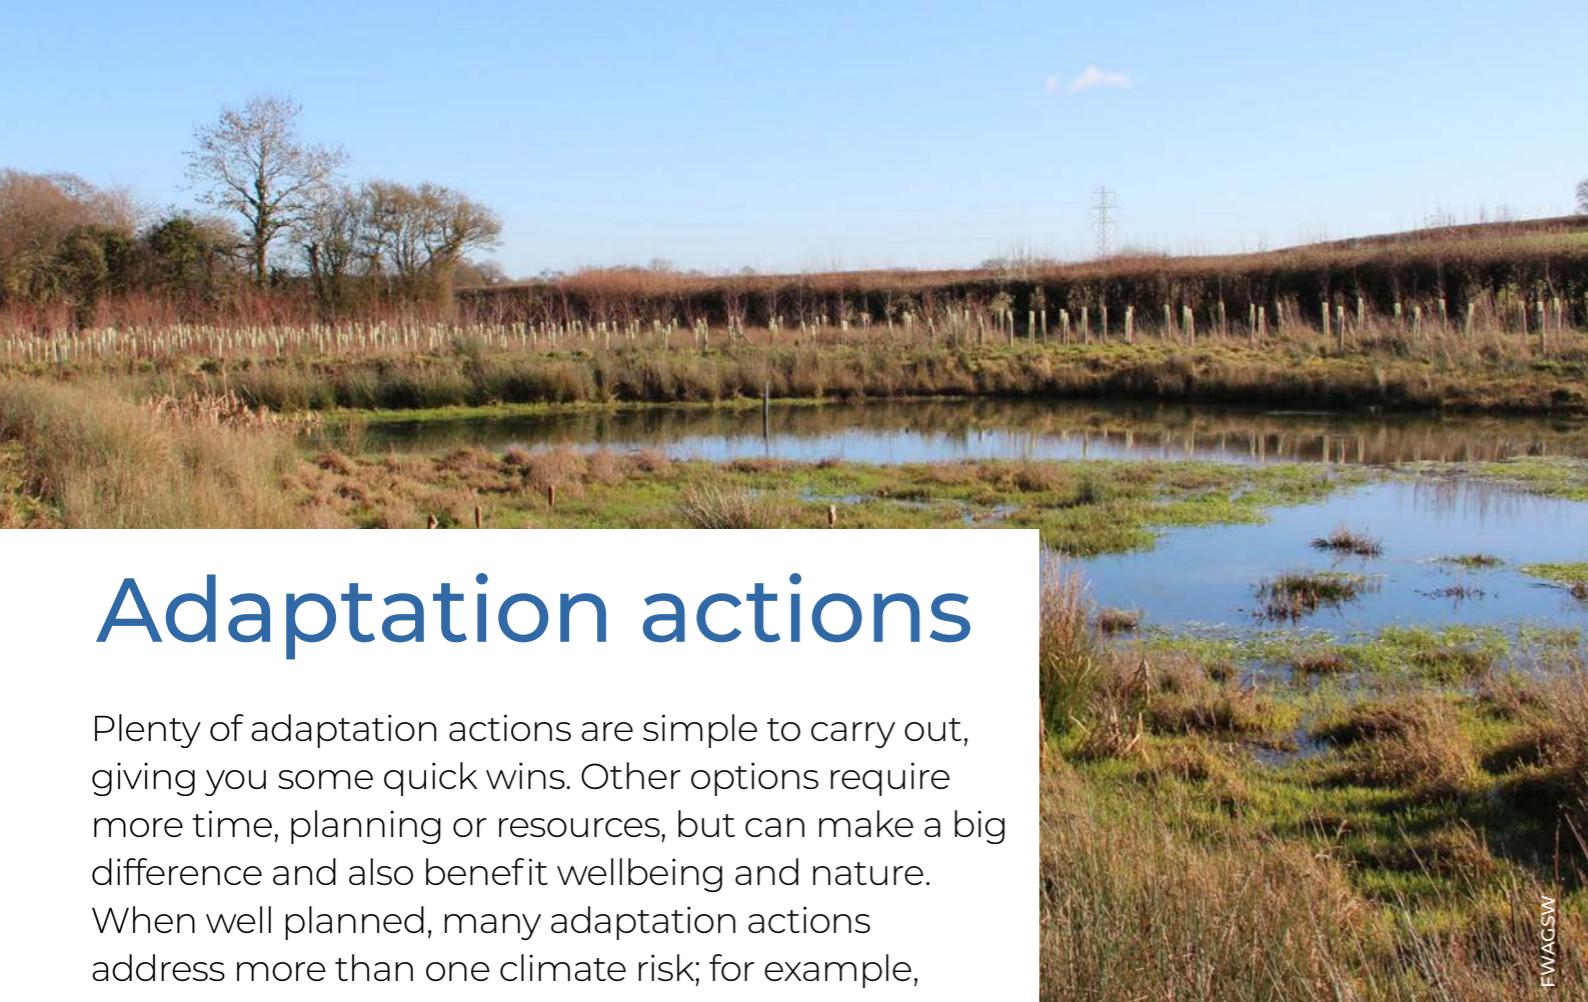 Adaptation actions
Plenty of adaptation actions are simple to carry out,
giving you some quick wins. Other options require
more time, planning or resources, but can make a big
difference and also benefit wellbeing and nature.
When well planned, many adaptation actions
address more than one climate risk; for example,
FWAGSW